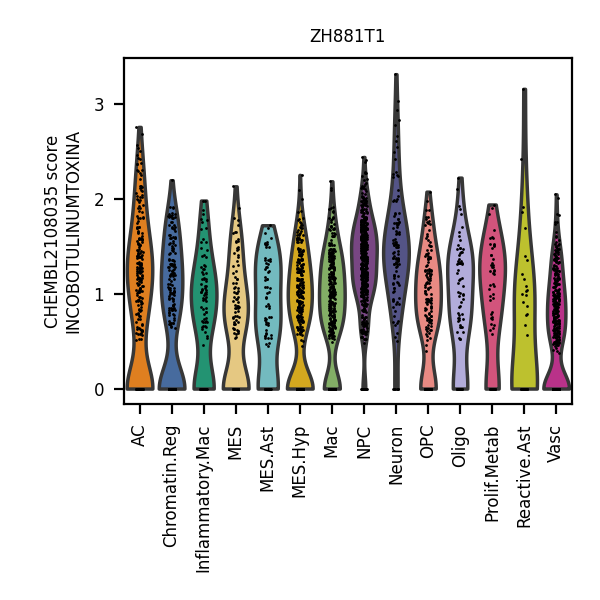 ZH881T1
CHEMBL2108035 score
INCOBOTULINUMTOXINA
3
2
1
0
AC
Chromatin.Reg
Inflammatory.Mac
MES
MES.Ast
MES.Hyp
Mac
NPC
Neuron
OPC
Oligo
Prolif.Metab
Reactive.Ast
Vasc